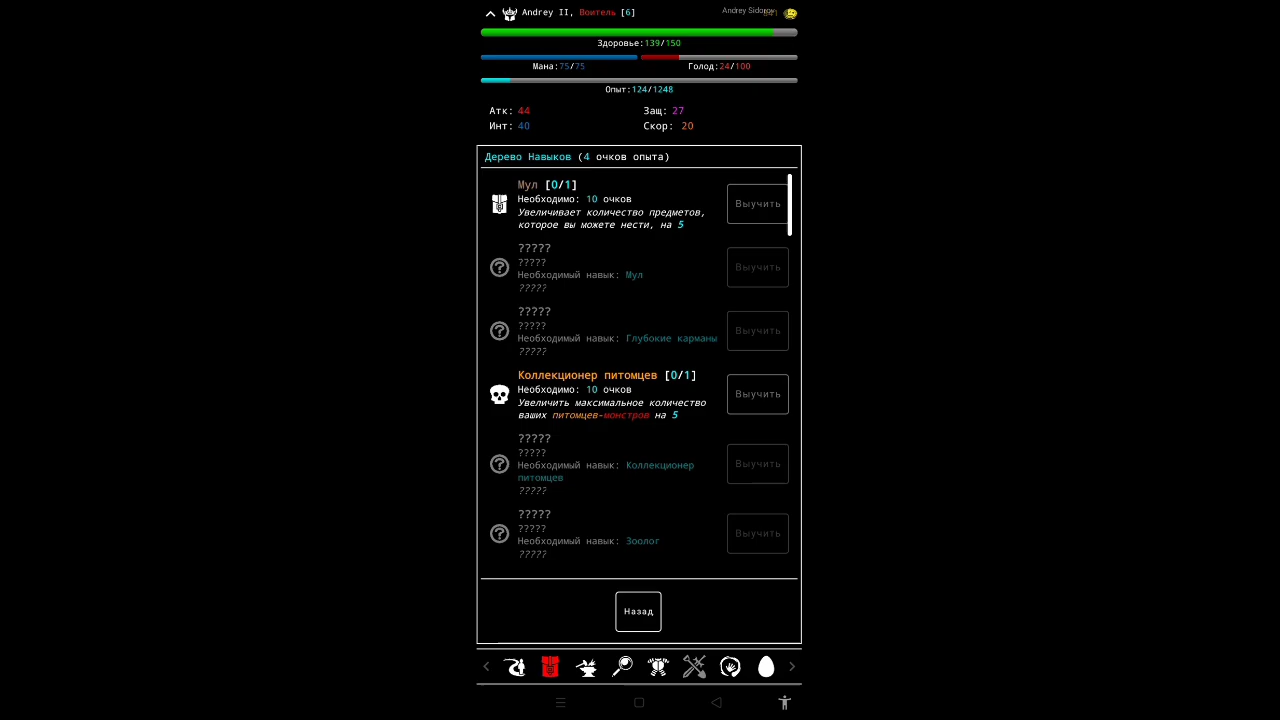 Andrey II, Воитель [6]
Andrey Sidorov
Здоровье:139/150
Мана:75/75 Голод:24/100
Опыт:124/1248
Атк: 44 Защ: 27
Инт: 40 Скор: 20
Дерево Навыков (4 очков опыта)
Мул [0/1]
Необходимо: 10 очков
Увеличивает количество предметов,
которое вы можете нести, на 5
Выучить
?????
?????
Необходимый навык: Мул
?????
Выучить
?????
?????
Необходимый навык: Глубокие карманы
?????
Выучить
Коллекционер питомцев [0/1]
Необходимо: 10 очков
Увеличить максимальное количество
ваших питомцев-монстров на 5
Выучить
?????
?????
Необходимый навык: Коллекционер
питомцев
?????
Выучить
?????
?????
Необходимый навык: Зоолог
?????
Выучить
Назад